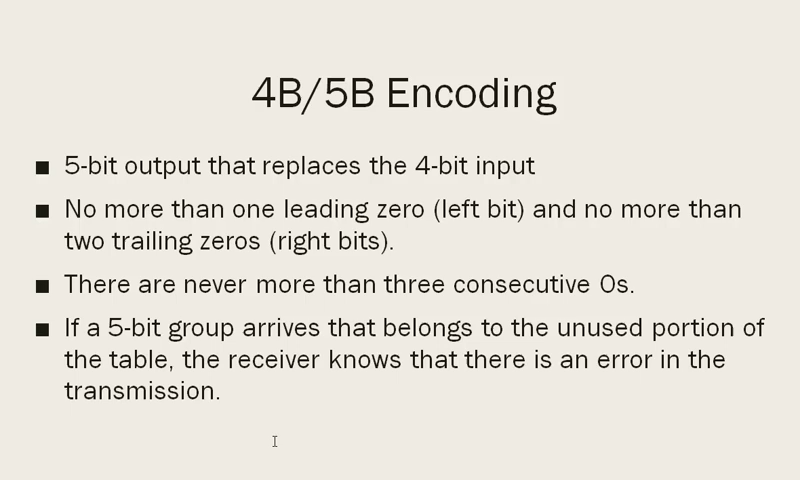 4B/5B Encoding
■ 5-bit output that replaces the 4-bit input
■ No more than one leading zero (left bit) and no more than
two trailing zeros (right bits).
■ There are never more than three consecutive 0s.
■ If a 5-bit group arrives that belongs to the unused portion of
the table, the receiver knows that there is an error in the
transmission.